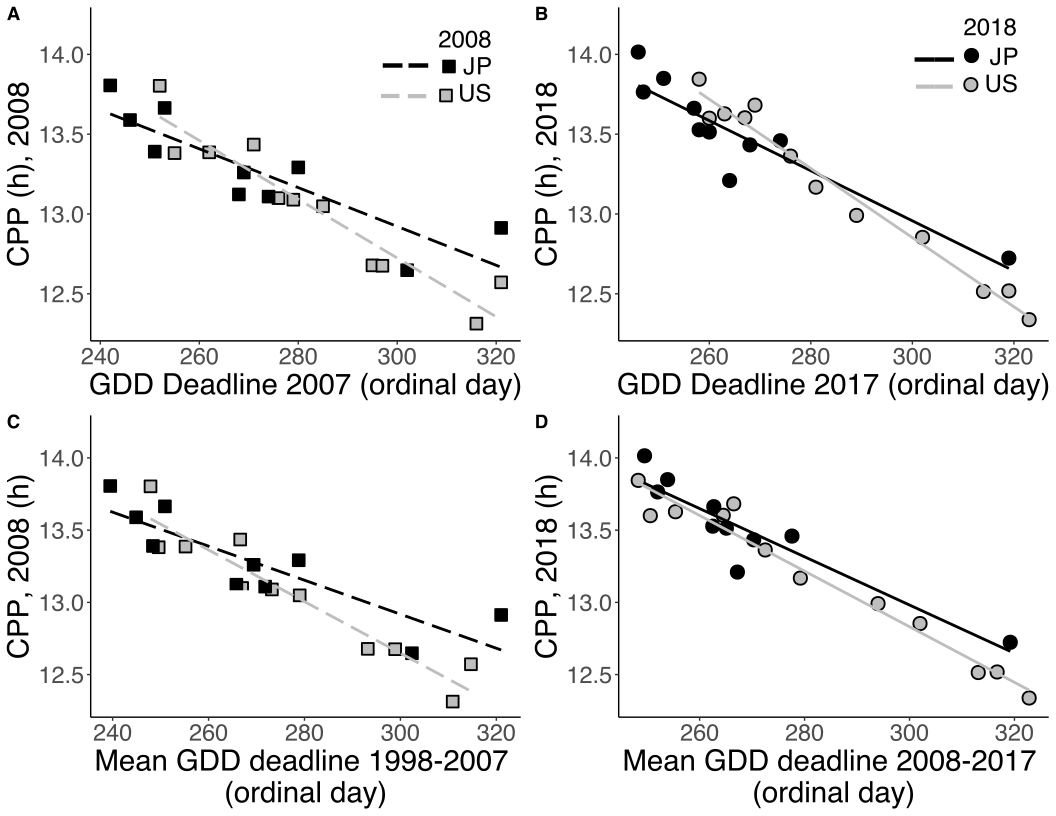 A
2008
JP
US
14.0
13.5
13.0
12.5
CPP (h), 2008
240 260 280 300 320
GDD Deadline 2007 (ordinal day)
B
2018
JP
US
14.0
13.5
13.0
12.5
CPP (h), 2018
260 280 300 320
GDD Deadline 2017 (ordinal day)
C
14.0
13.5
13.0
12.5
CPP, 2008 (h)
240 260 280 300 320
Mean GDD deadline 1998-2007
(ordinal day)
D
14.0
13.5
13.0
12.5
CPP, 2018 (h)
260 280 300 320
Mean GDD deadline 2008-2017
(ordinal day)